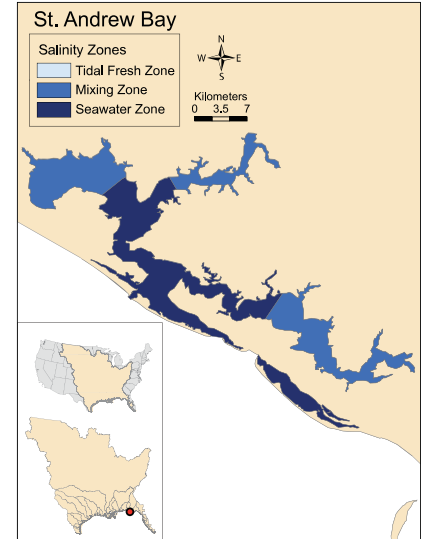 St. Andrew Bay
Salinity Zones
Tidal Fresh Zone
Mixing Zone
Seawater Zone
N
W E
S
Kilometers
0 3.5 7